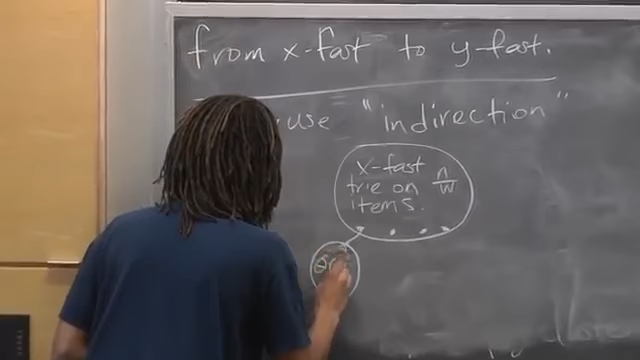 from x-fast to y-fast.
use "indirection"
x-fast
trie on n/w
items.